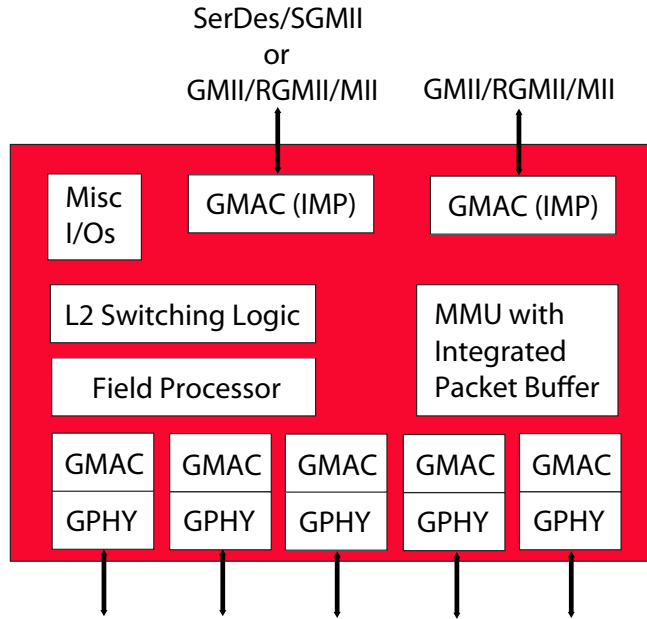 SerDes/SGMII
or
GMII/RGMII/MII
GMII/RGMII/MII
Misc
I/Os
GMAC (IMP)
GMAC (IMP)
L2 Switching Logic
Field Processor
MMU with
Integrated
Packet Buffer
GMAC
GMAC
GMAC
GMAC
GMAC
GPHY
GPHY
GPHY
GPHY
GPHY